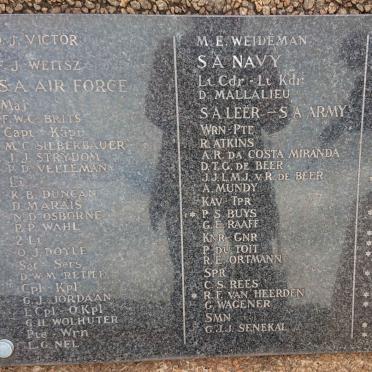 J. VICTOR
F. J. WEITSZ
S A AIR FORCE
Maj
F.W.C. BRITS
Capt - Kapt
M.C. SILBERBAUER
J. J. STRYDOM
D. VELLEMAN
Lt
R. B. DUNCAN
D. MARAIS
N. D. OSBORNE
P. P. WAHL
2 Lt
O. J. DOYLE
Sgt Sers
D.W.M.
Cpl - Kpl
G. J. JORDAAN
L Cpl - O Kpl
G. H. WOLHUTER
Pte - Wrn
L. G. NEL
M. E. WEIDEMAN
S A NAVY
Lt Cdr - Lt Kdr
D. MALLALIEU
S A LEER - S A ARMY
Wrn - Pte
R. ATKINS
A. R. DA COSTA MIRANDA
D. T. G. DE BEER
J. J. L. M. J. v R. DE BEER
A. MUNDY
KAV - Tpr
* P. S. BUYS
G. E. RAAFF
KNR - GNR
P. DU TOIT
R. E. ORTMANN
SPR
C. S. REES
* R. F. VAN HEERDEN
G. WAGENER
SMN
G. J. J. SENEKAL